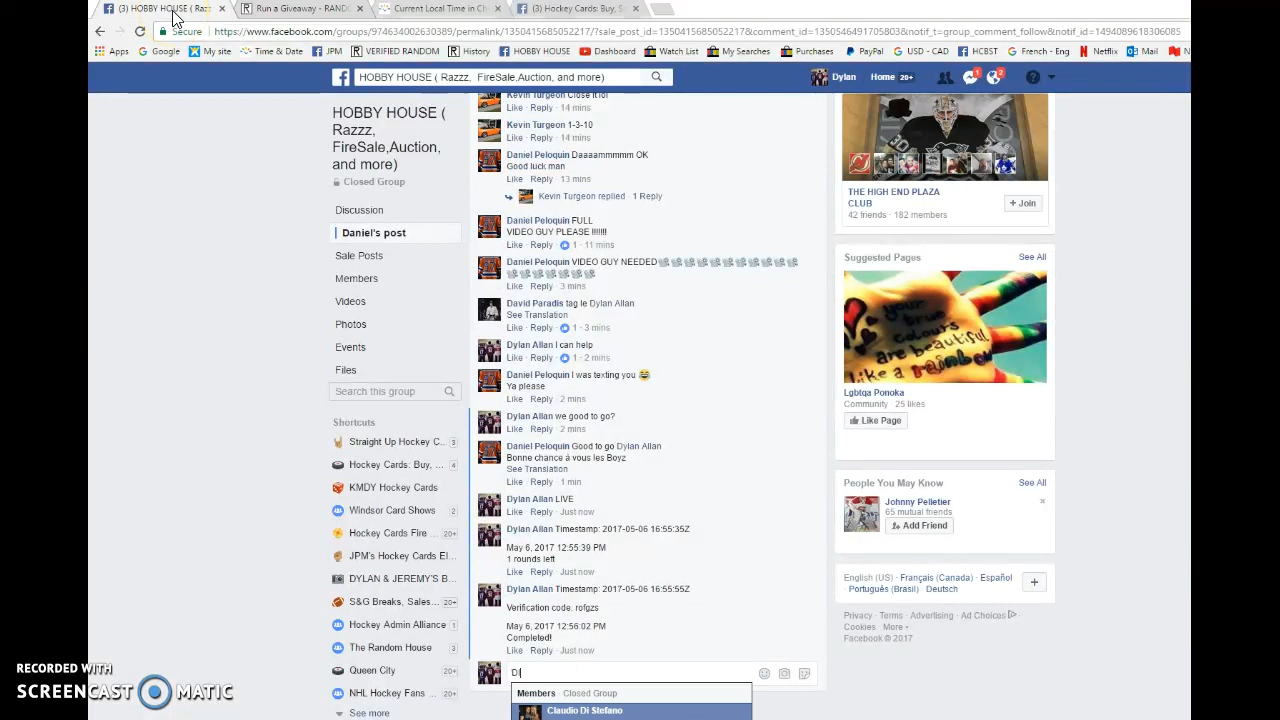 (3) HOBBY HOUSE ( Razz
Run a Giveaway - RANDO
Current Local Time in Ch
(3) Hockey Cards: Buy, S
Secure
https://www.facebook.com/groups/974634002630389/permalink/1350415685052217/?sale_post_id=1350415685052217&comment_id=1350546491705803&notif_t=group_comment_follow&notif_id=1494089618306085
Apps Google My site Time & Date JPM VERIFIED RANDOM History HOBBY HOUSE Dashboard Watch List My Searches Purchases PayPal USD - CAD HCBST French - Eng Netflix Mail
HOBBY HOUSE ( Razzz, FireSale,Auction, and more)
Dylan Home 20+ 1 2
HOBBY HOUSE (
Razzz,
FireSale,Auction,
and more)
Closed Group
Discussion
Daniel's post
Sale Posts
Members
Videos
Photos
Events
Files
Search this group
Shortcuts
Straight Up Hockey C... 3
Hockey Cards: Buy, ... 4
KMDY Hockey Cards
Windsor Card Shows 2
Hockey Cards Fire ... 20+
JPM's Hockey Cards El...
DYLAN & JEREMY'S B...
S&G Breaks, Sales... 20+
Hockey Admin Alliance 1
The Random House 3
Queen City 20+
NHL Hockey Fans ... 20+
See more
Kevin Turgeon Close it lol
Like · Reply · 14 mins
Kevin Turgeon 1-3-10
Like · Reply · 14 mins
Daniel Peloquin Daaaammmmm OK
Good luck man
Like · Reply · 13 mins
Kevin Turgeon replied · 1 Reply
Daniel Peloquin FULL
VIDEO GUY PLEASE !!!!!!!
Like · Reply · 1 · 11 mins
Daniel Peloquin VIDEO GUY NEEDED
Like · Reply · 3 mins
David Paradis tag le Dylan Allan
See Translation
Like · Reply · 1 · 3 mins
Dylan Allan I can help
Like · Reply · 1 · 2 mins
Daniel Peloquin I was texting you 😂
Ya please
Like · Reply · 2 mins
Dylan Allan we good to go?
Like · Reply · 2 mins
Daniel Peloquin Good to go Dylan Allan
Bonne chance à vous les Boyz
See Translation
Like · Reply · 1 min
Dylan Allan LIVE
Like · Reply · Just now
Dylan Allan Timestamp: 2017-05-06 16:55:35Z
May 6, 2017 12:55:39 PM
1 rounds left
Like · Reply · Just now
Dylan Allan Timestamp: 2017-05-06 16:55:55Z
Verification code: rofgzs
May 6, 2017 12:56:02 PM
Completed!
Like · Reply · Just now
DI
Members · Closed Group
Claudio Di Stefano
THE HIGH END PLAZA
CLUB
42 friends · 182 members
+ Join
Suggested Pages See All
your
true
colours
are beautiful
like a rainbow
Lgbtqa Ponoka
Community · 25 likes
Like Page
People You May Know See All
Johnny Pelletier
65 mutual friends
Add Friend
English (US) · Français (Canada) · Español ·
Português (Brasil) · Deutsch
Privacy · Terms · Advertising · Ad Choices ·
Cookies · More
Facebook © 2017
RECORDED WITH
SCREENCAST MATIC